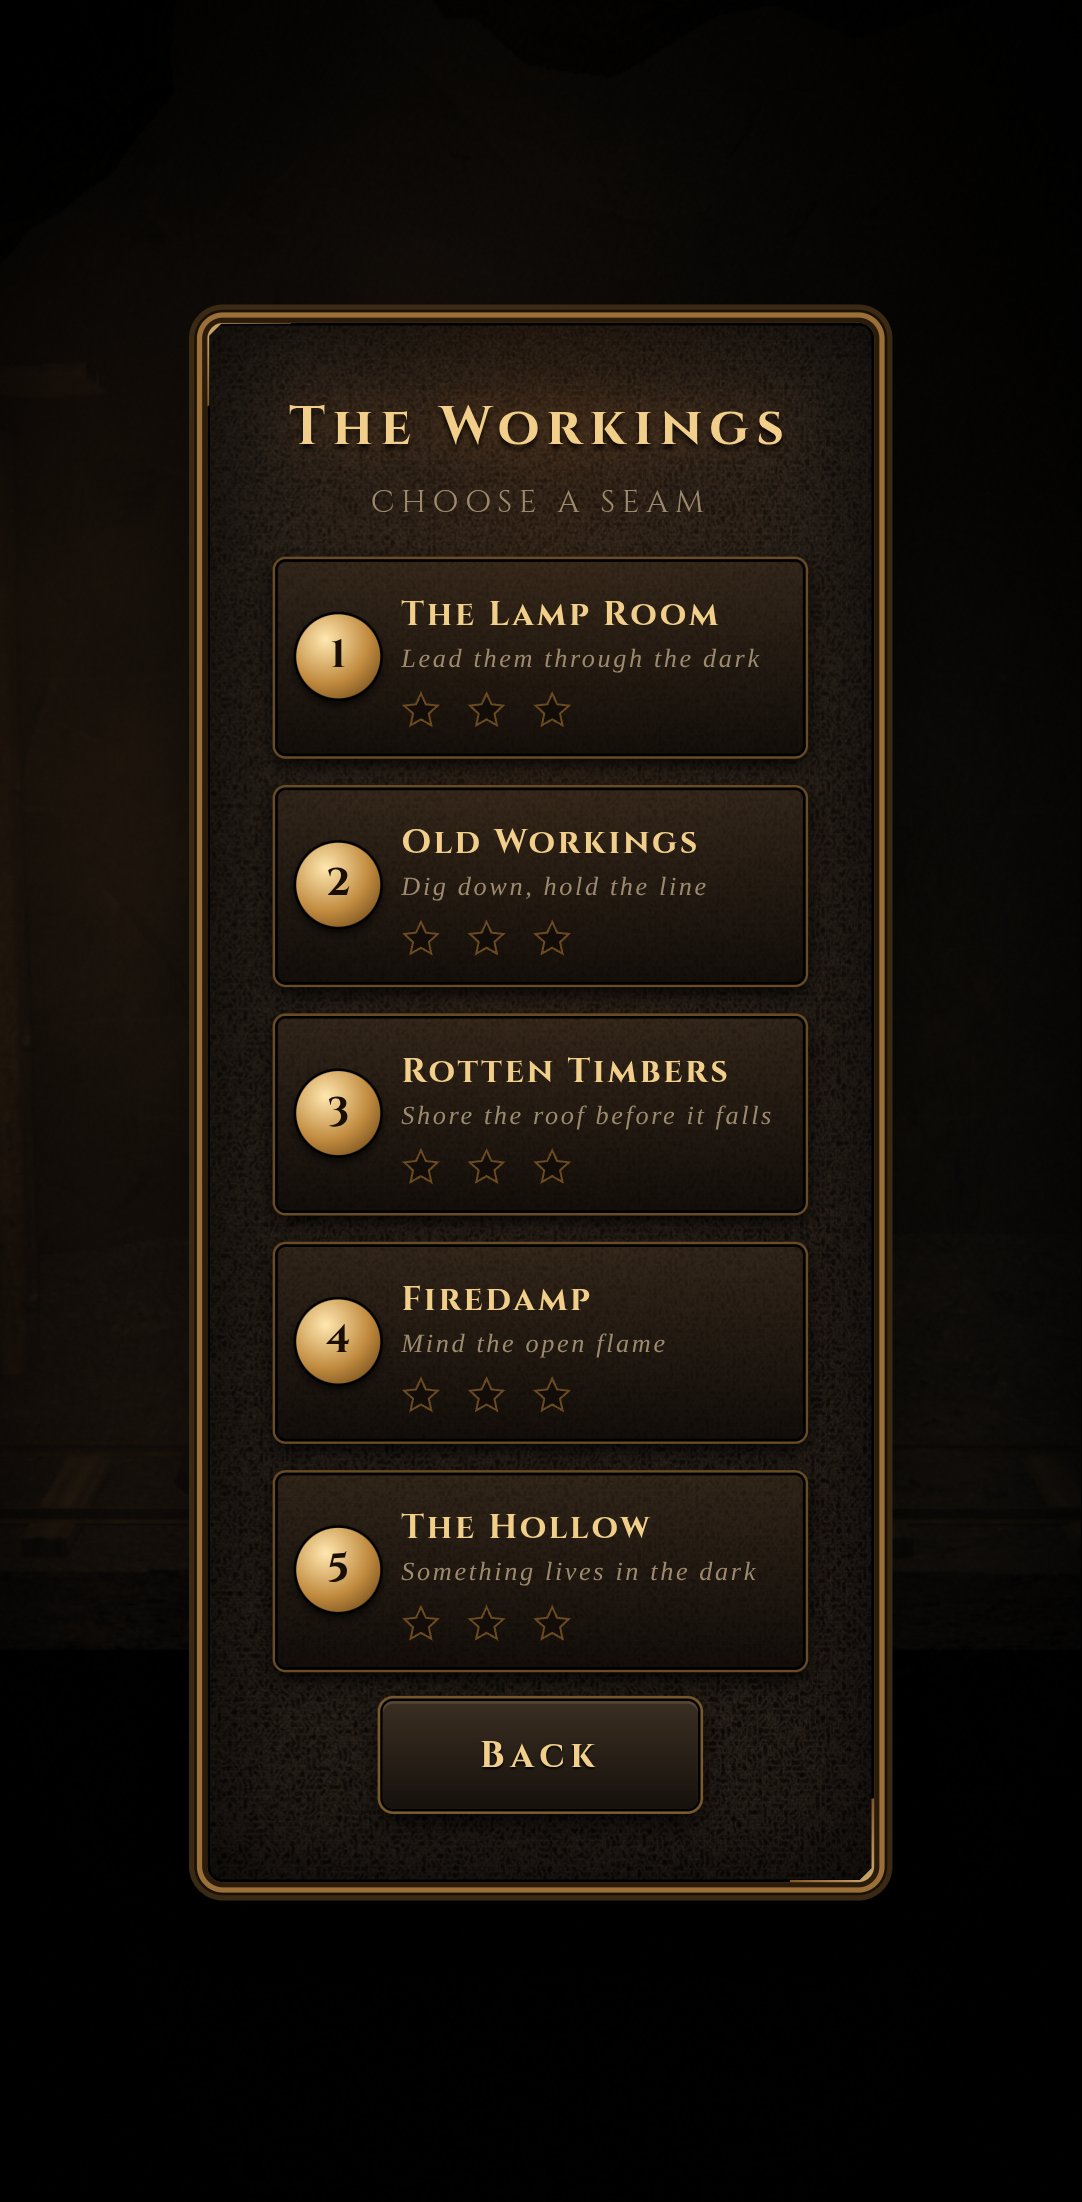 The Workings
CHOOSE A SEAM
1
The Lamp Room
Lead them through the dark
2
Old Workings
Dig down, hold the line
3
Rotten Timbers
Shore the roof before it falls
4
Firedamp
Mind the open flame
5
The Hollow
Something lives in the dark
Back